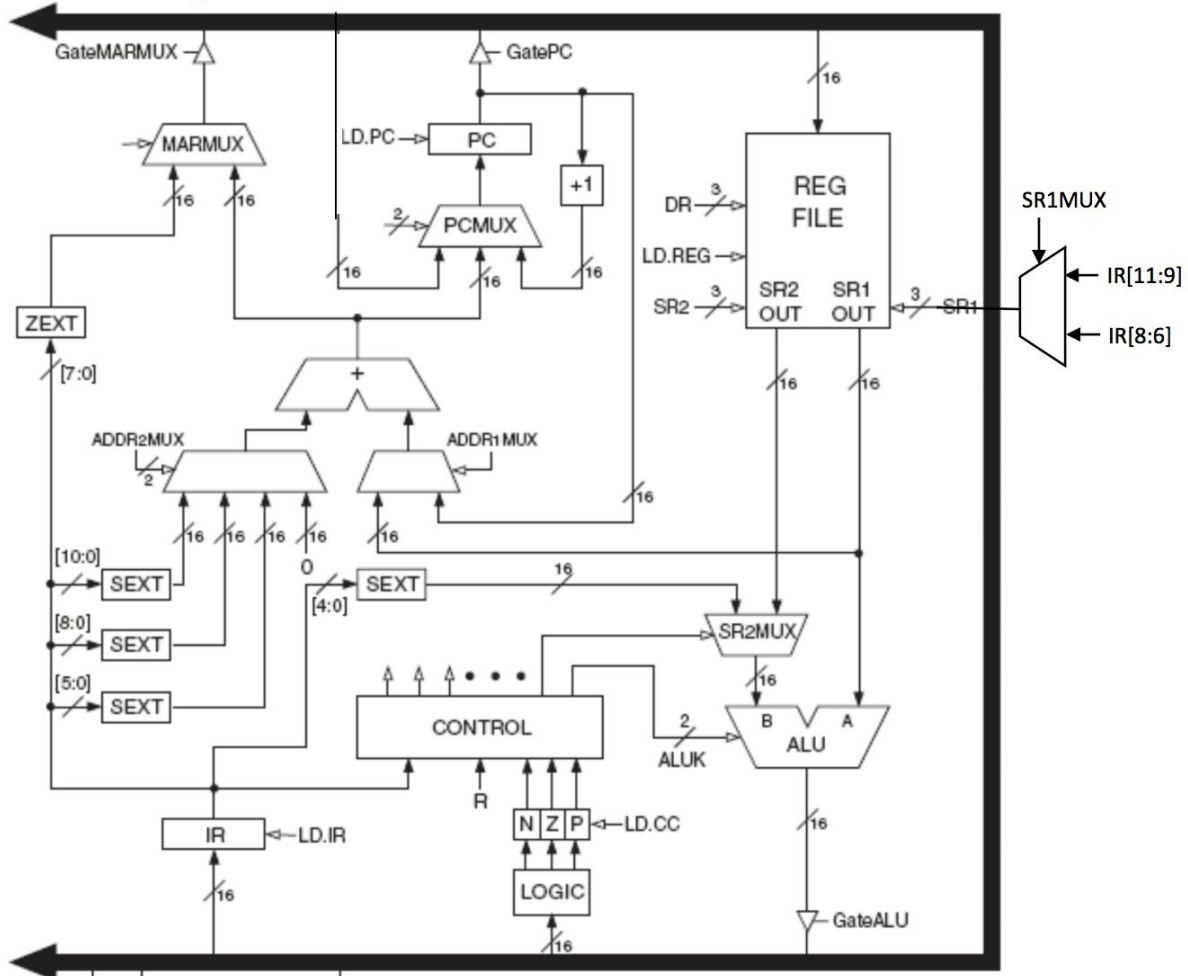 GateMARMUX
GatePC
16
MARMUX
LD.PC
PC
+1
REG
FILE
SR1MUX
16
16
2
PCMUX
DR
3
IR[11:9]
16
16
16
LD.REG
ZEXT
SR2
3
SR2
OUT
SR1
OUT
3
SR1
IR[8:6]
[7:0]
+
16
16
ADDR2MUX
2
ADDR1MUX
16
16
16
16
16
16
[10:0]
SEXT
0
[4:0]
SEXT
16
[8:0]
SEXT
SR2MUX
[5:0]
SEXT
16
CONTROL
2
ALUK
B
A
ALU
R
IR
LD.IR
N
Z
P
LD.CC
16
16
LOGIC
GateALU
16